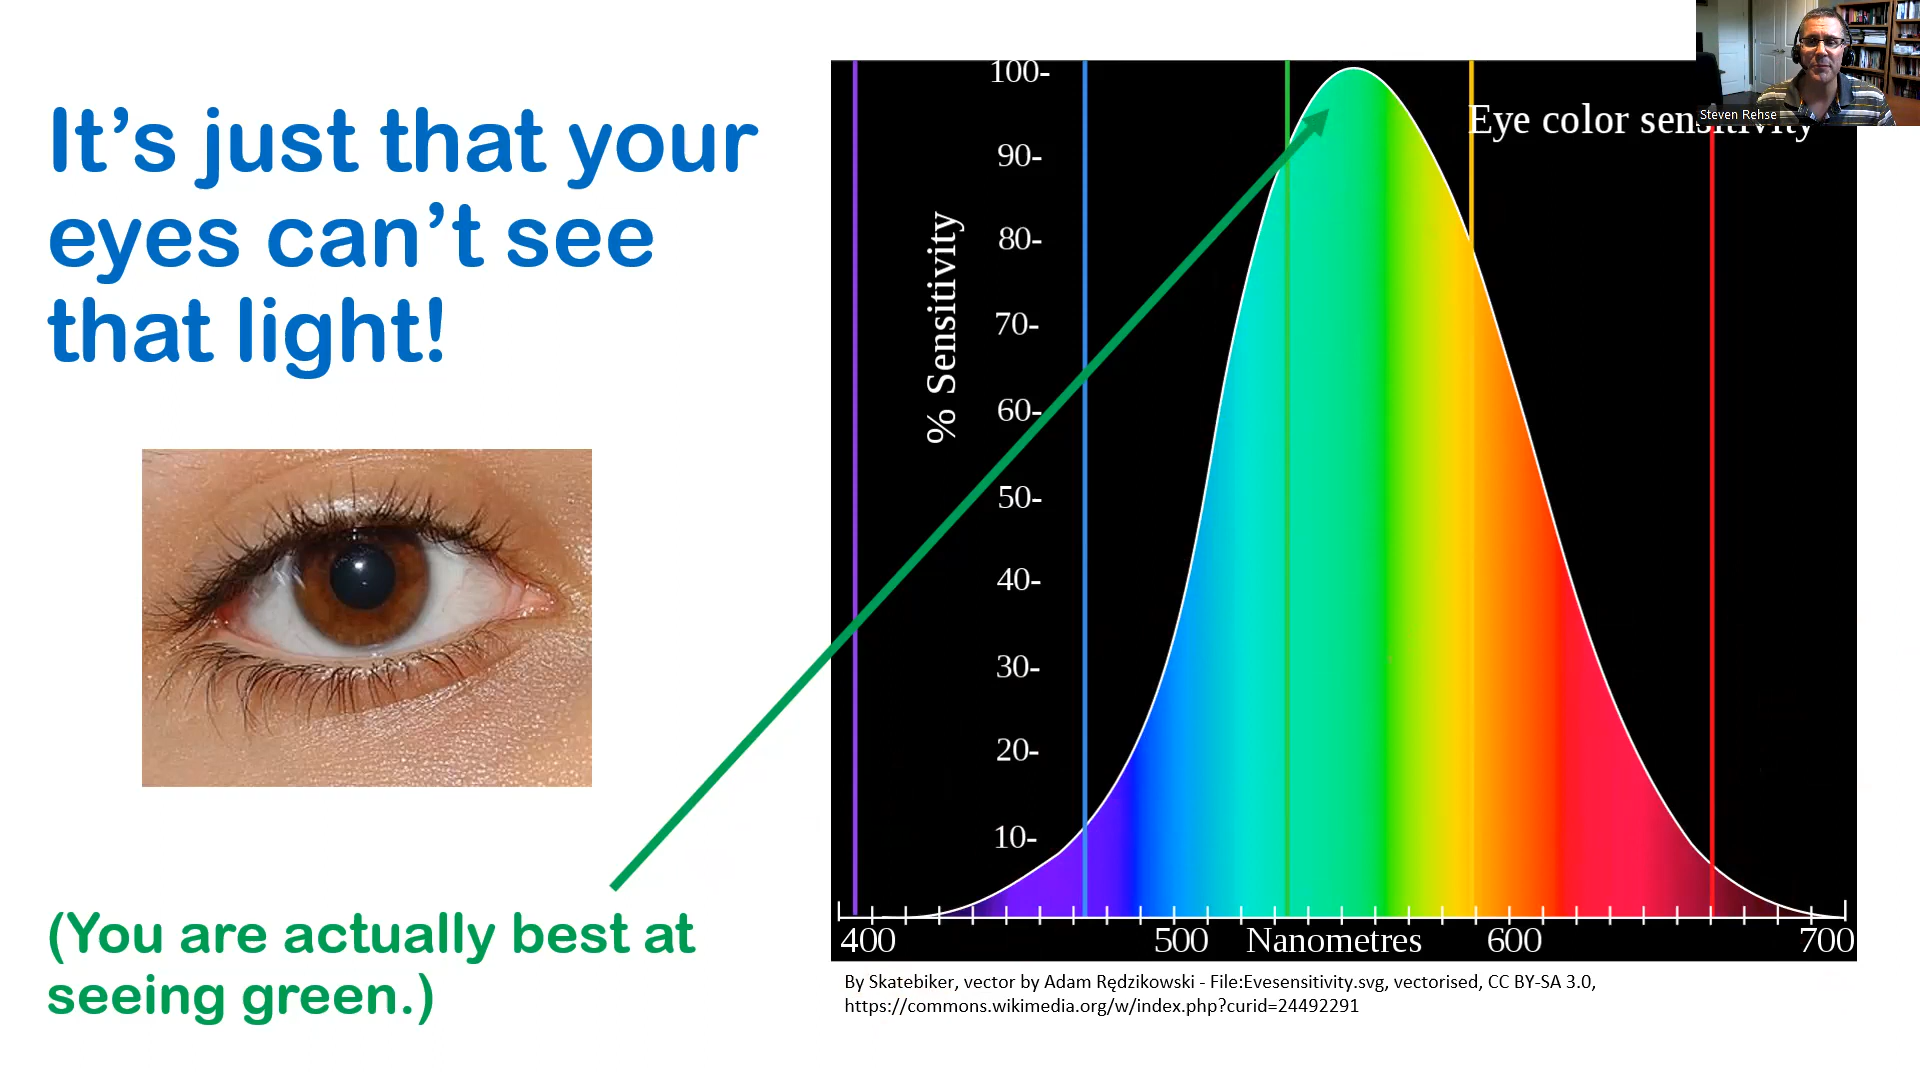 It’s just that your
eyes can’t see
that light!
(You are actually best at
seeing green.)
Steven Rehse
Eye color sensitivity
% Sensitivity
100-
90-
80-
70-
60-
50-
40-
30-
20-
10-
400 500 Nanometres 600 700
By Skatebiker, vector by Adam Rędzikowski - File:Evesensitivity.svg, vectorised, CC BY-SA 3.0,
https://commons.wikimedia.org/w/index.php?curid=24492291